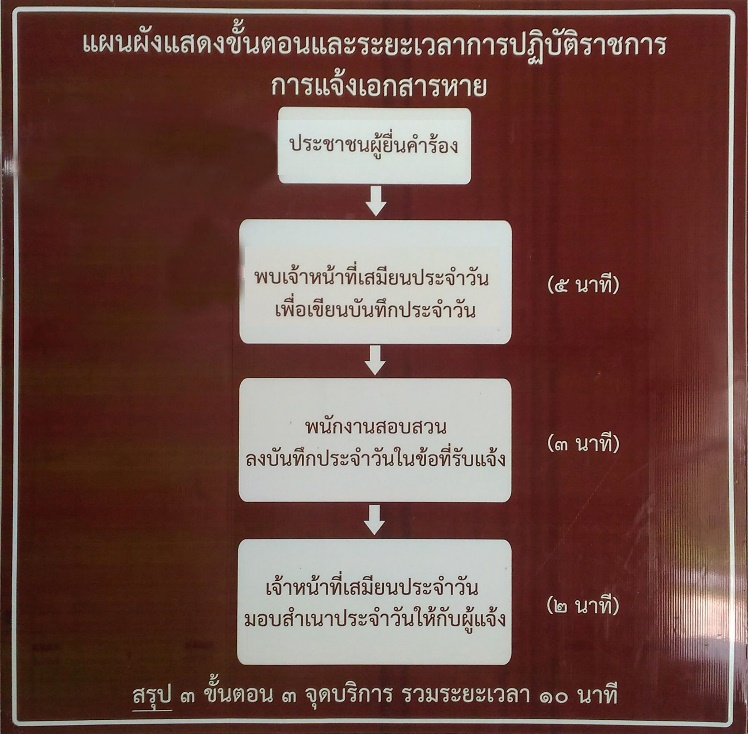 แผนผังแสดงขั้นตอนและระยะเวลาการปฏิบัติราชการ
การแจ้งเอกสารหาย
ประชาชนผู้ยื่นคำร้อง
พบเจ้าหน้าที่เสมียนประจำวัน
เพื่อเขียนบันทึกประจำวัน
(๕ นาที)
พนักงานสอบสวน
ลงบันทึกประจำวันในข้อที่รับแจ้ง
(๓ นาที)
เจ้าหน้าที่เสมียนประจำวัน
มอบสำเนาประจำวันให้กับผู้แจ้ง
(๒ นาที)
สรุป ๓ ขั้นตอน ๓ จุดบริการ รวมระยะเวลา ๑๐ นาที